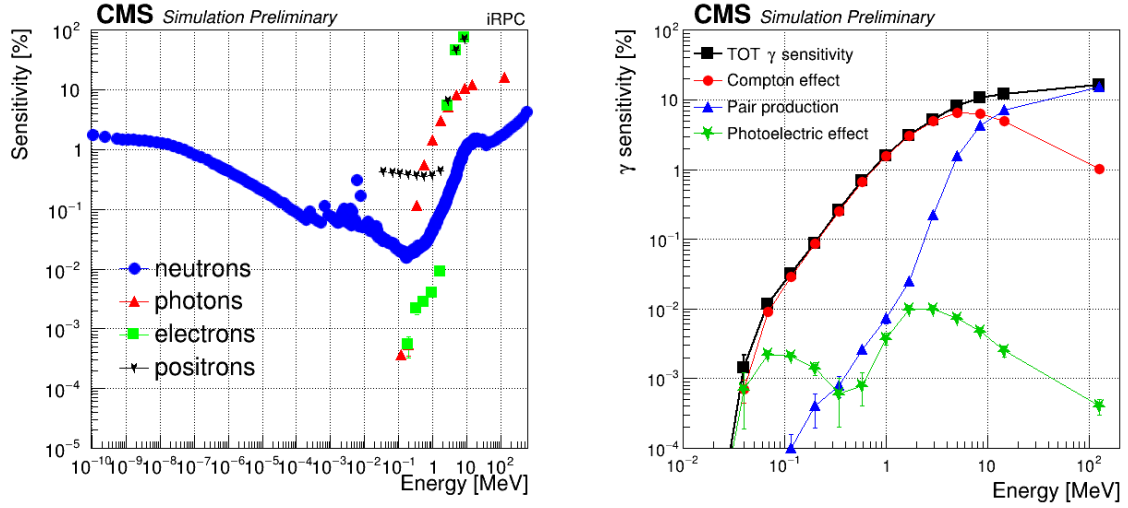 CMS Simulation Preliminary iRPC
Sensitivity [%]
10²
10
1
10⁻¹
10⁻²
10⁻³
10⁻⁴
10⁻⁵
neutrons
photons
electrons
positrons
10⁻¹⁰ 10⁻⁹ 10⁻⁸ 10⁻⁷ 10⁻⁶ 10⁻⁵ 10⁻⁴ 10⁻³ 10⁻² 10⁻¹ 1 10 10²
Energy [MeV]
CMS Simulation Preliminary
γ sensitivity [%]
10²
10
1
10⁻¹
10⁻²
10⁻³
10⁻⁴
TOT γ sensitivity
Compton effect
Pair production
Photoelectric effect
10⁻² 10⁻¹ 1 10 10²
Energy [MeV]